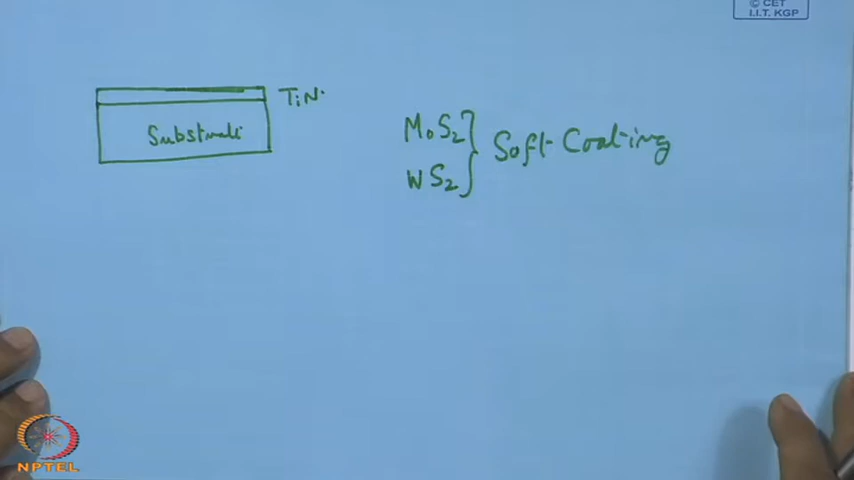 © CET
I.I.T. KGP
TiN.
Substrate
MoS2
WS2
Soft Coating
NPTEL